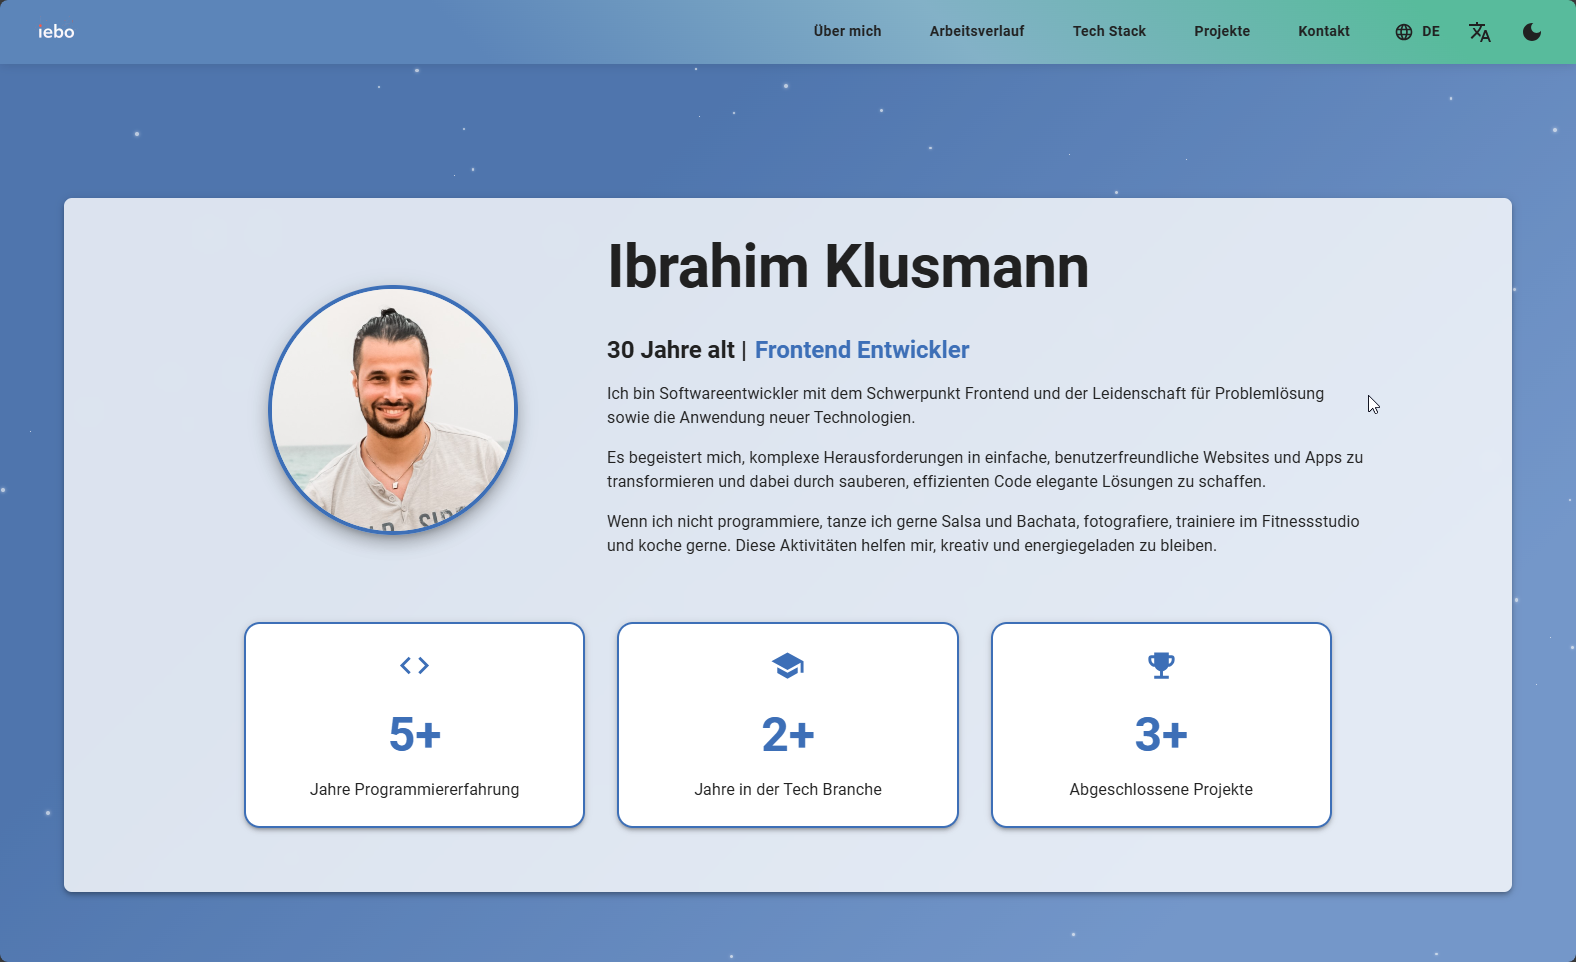 iebo
Über mich
Arbeitsverlauf
Tech Stack
Projekte
Kontakt
DE
Ibrahim Klusmann
30 Jahre alt | Frontend Entwickler
Ich bin Softwareentwickler mit dem Schwerpunkt Frontend und der Leidenschaft für Problemlösung
sowie die Anwendung neuer Technologien.
Es begeistert mich, komplexe Herausforderungen in einfache, benutzerfreundliche Websites und Apps zu
transformieren und dabei durch sauberen, effizienten Code elegante Lösungen zu schaffen.
Wenn ich nicht programmiere, tanze ich gerne Salsa und Bachata, fotografiere, trainiere im Fitnessstudio
und koche gerne. Diese Aktivitäten helfen mir, kreativ und energiegeladen zu bleiben.
5+
Jahre Programmiererfahrung
2+
Jahre in der Tech Branche
3+
Abgeschlossene Projekte